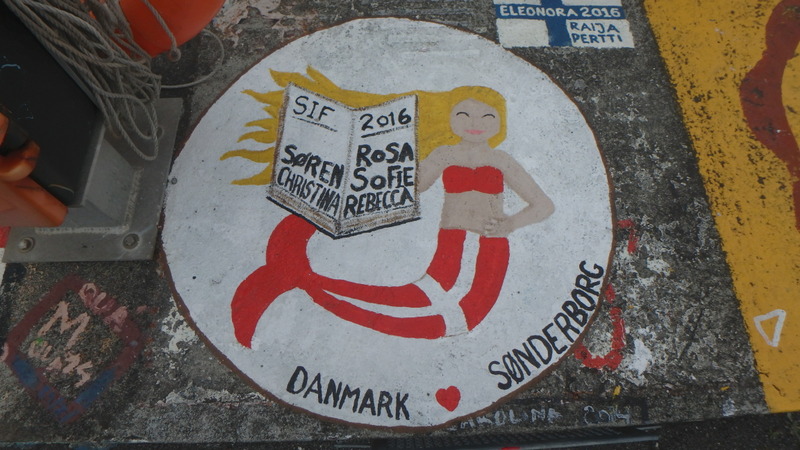 ELEONORA 2016
RAIJA
PERTTI
SIF
SØREN
CHRISTINA
2016
ROSA
SOFIE
REBECCA
DANMARK
SØNDERBORG
M